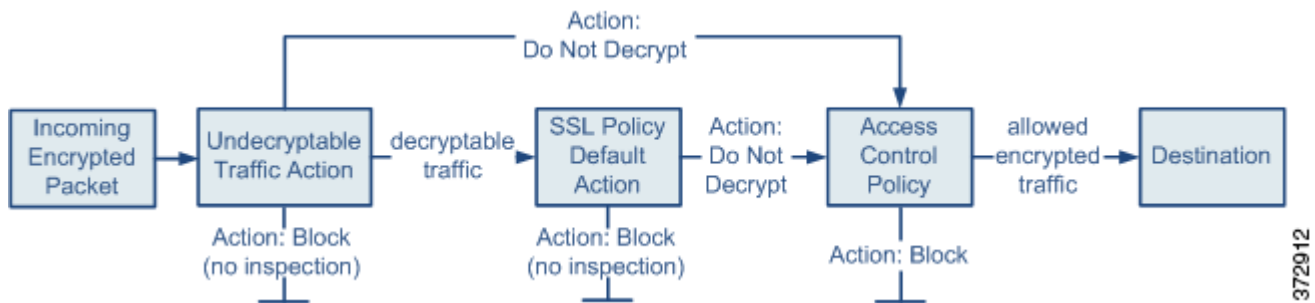 Action:
Do Not Decrypt
Incoming
Encrypted
Packet
Undecryptable
Traffic Action
decryptable
traffic
SSL Policy
Default
Action
Action:
Do Not
Decrypt
Access
Control
Policy
allowed
encrypted
traffic
Destination
Action: Block
(no inspection)
Action: Block
(no inspection)
Action: Block
372912